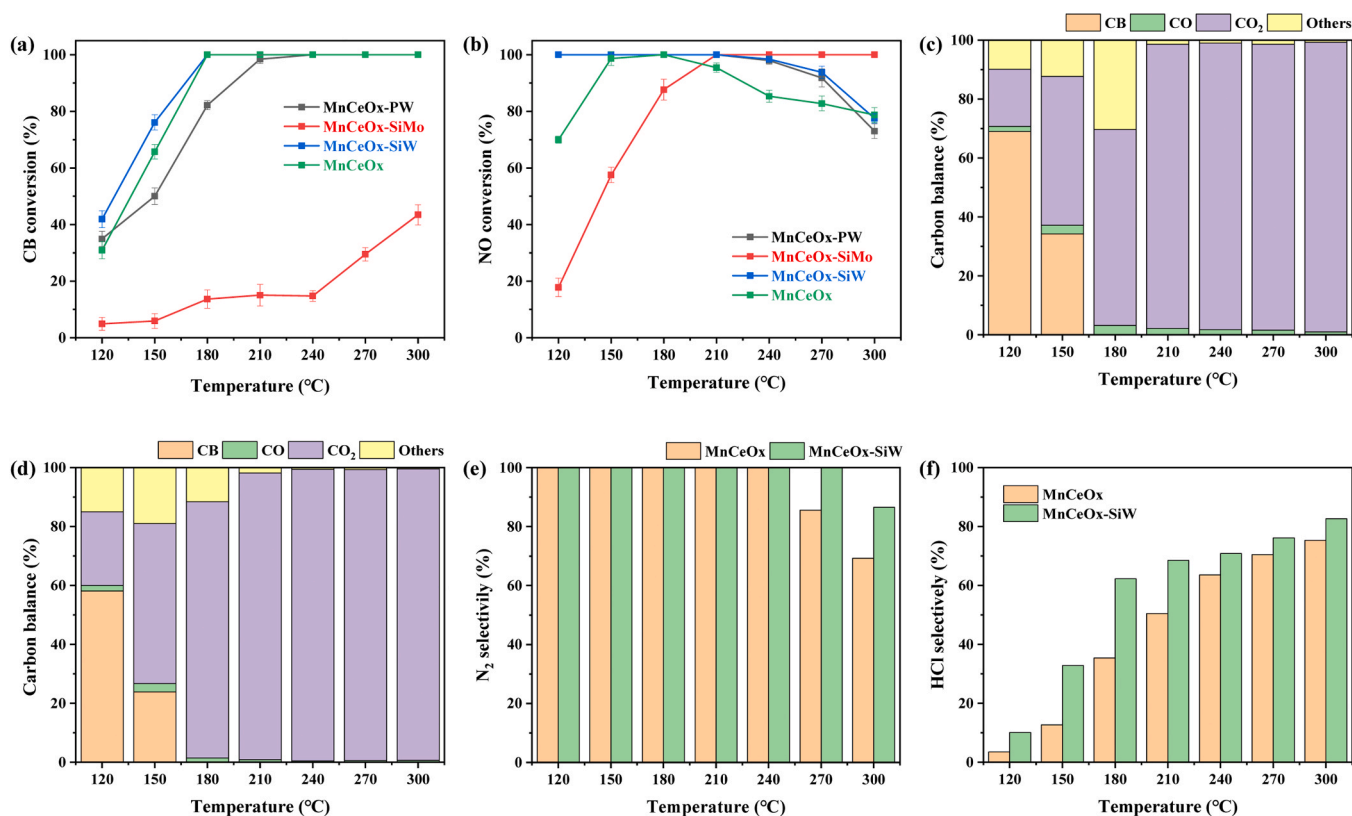 (a)
100
80
60
40
20
0
CB conversion (%)
MnCeOx-PW
MnCeOx-SiMo
MnCeOx-SiW
MnCeOx
120 150 180 210 240 270 300
Temperature (℃)
(b)
100
80
60
40
20
0
NO conversion (%)
MnCeOx-PW
MnCeOx-SiMo
MnCeOx-SiW
MnCeOx
120 150 180 210 240 270 300
Temperature (℃)
CB CO CO₂ Others
(c)
100
80
60
40
20
0
Carbon balance (%)
120 150 180 210 240 270 300
Temperature (℃)
CB CO CO₂ Others
(d)
100
80
60
40
20
0
Carbon balance (%)
120 150 180 210 240 270 300
Temperature (℃)
MnCeOx MnCeOx-SiW
(e)
100
80
60
40
20
0
N₂ selectivily (%)
120 150 180 210 240 270 300
Temperature (℃)
(f)
100
80
60
40
20
0
HCl selectively (%)
MnCeOx
MnCeOx-SiW
120 150 180 210 240 270 300
Temperature (℃)